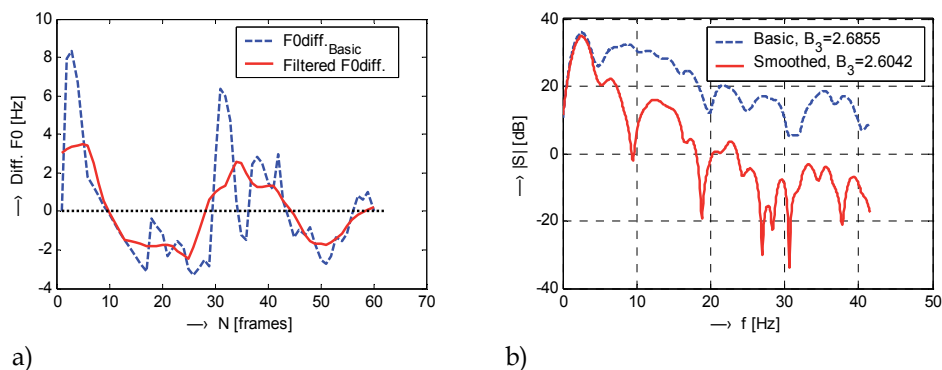 10
8
6
4
2
0
-2
-4
⟶ Diff. F0 [Hz]
F0diff.Basic
Filtered F0diff.
0 10 20 30 40 50 60 70
⟶ N [frames]
a)
40
20
0
-20
-40
⟶ |S| [dB]
Basic, B3=2.6855
Smoothed, B3=2.6042
0 10 20 30 40 50
⟶ f [Hz]
b)